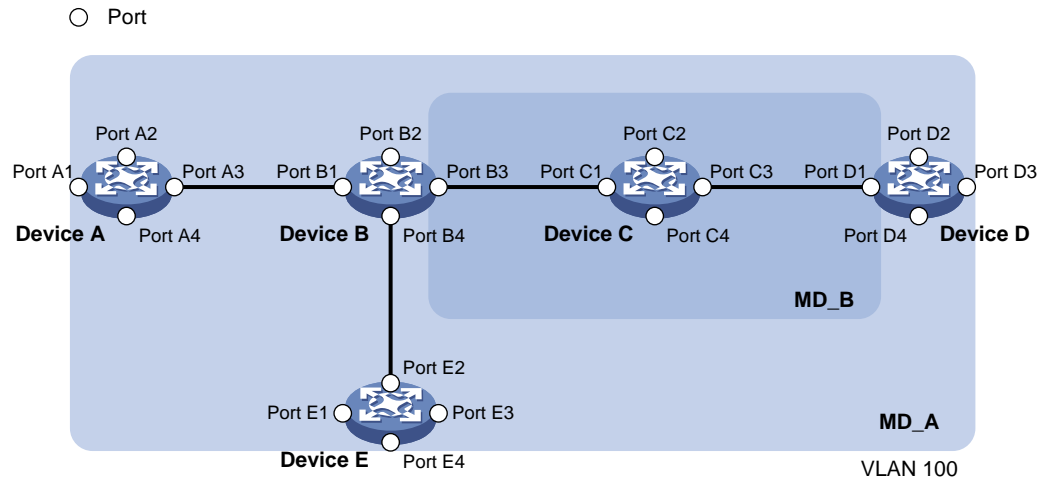 Port
Port A2
Port B2
Port C2
Port D2
Port A1
Port A3
Port B1
Port B3
Port C1
Port C3
Port D1
Port D3
Device A
Port A4
Device B
Port B4
Device C
Port C4
Port D4
Device D
MD_B
Port E2
Port E1
Port E3
MD_A
Device E
Port E4
VLAN 100